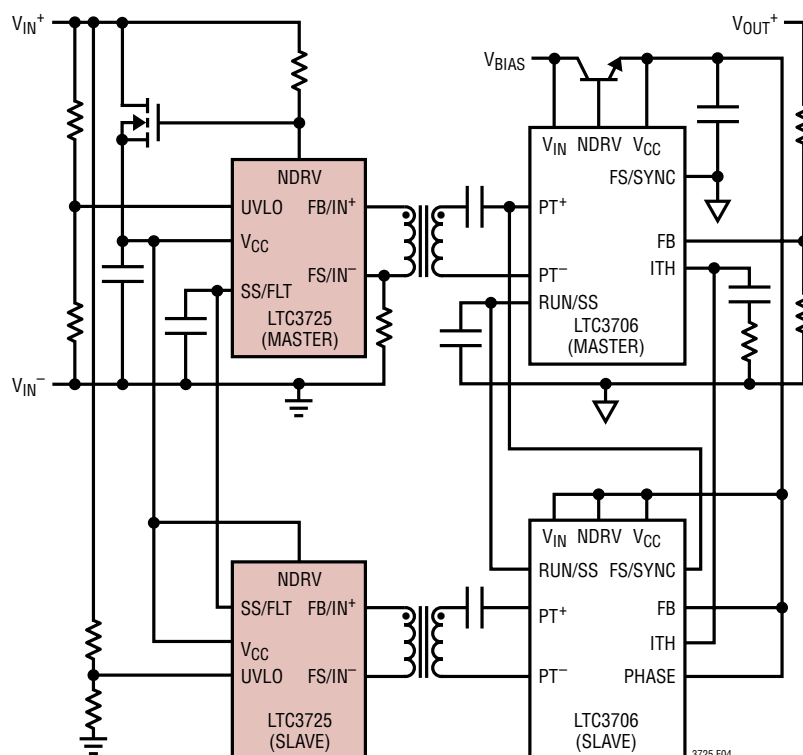 VIN+
VOUT+
VBIAS
VIN NDRV VCC
FS/SYNC
NDRV
UVLO FB/IN+
VCC
FS/IN−
SS/FLT
LTC3725
(MASTER)
PT+
FB
ITH
PT−
RUN/SS
LTC3706
(MASTER)
VIN−
VIN NDRV VCC
RUN/SS FS/SYNC
NDRV
SS/FLT FB/IN+
VCC
UVLO FS/IN−
LTC3725
(SLAVE)
PT+
FB
ITH
PT− PHASE
LTC3706
(SLAVE)
3725 F04